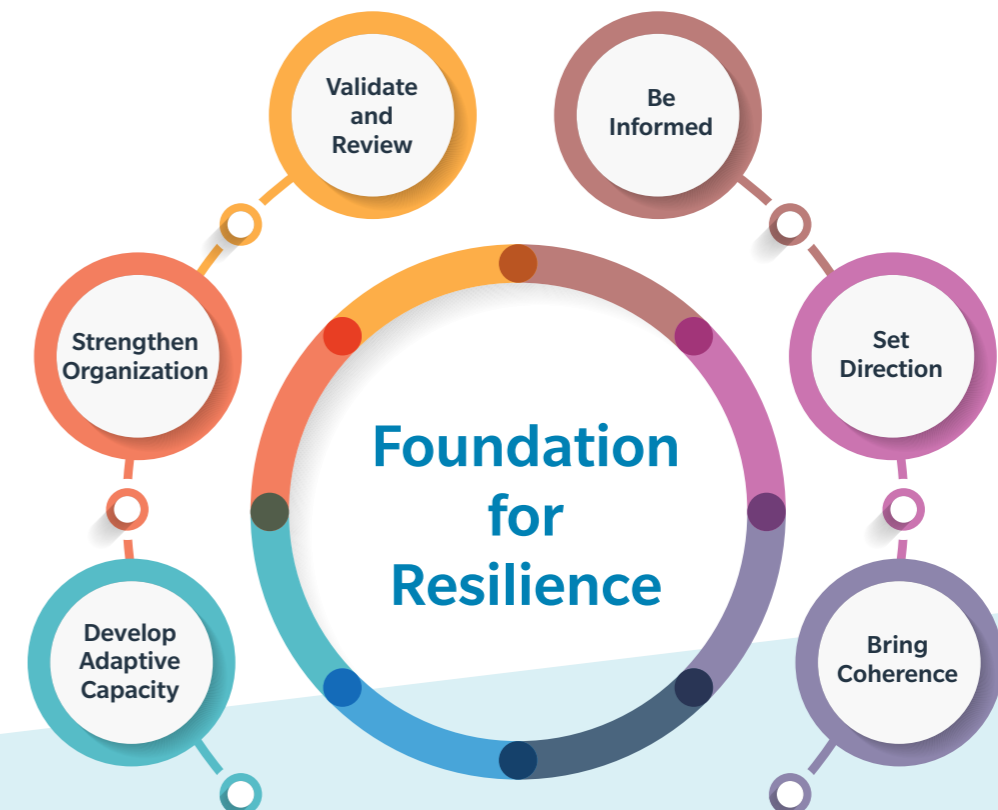 Validate
and
Review
Be
Informed
Strengthen
Organization
Set
Direction
Foundation
for
Resilience
Develop
Adaptive
Capacity
Bring
Coherence